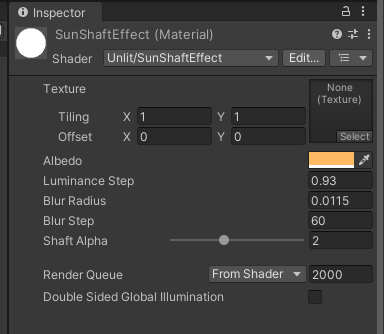 Inspector
SunShaftEffect (Material)
Shader Unlit/SunShaftEffect Edit...
Texture
None
(Texture)
Tiling X 1 Y 1
Offset X 0 Y 0
Select
Albedo
Luminance Step 0.93
Blur Radius 0.0115
Blur Step 60
Shaft Alpha 2
Render Queue From Shader 2000
Double Sided Global Illumination